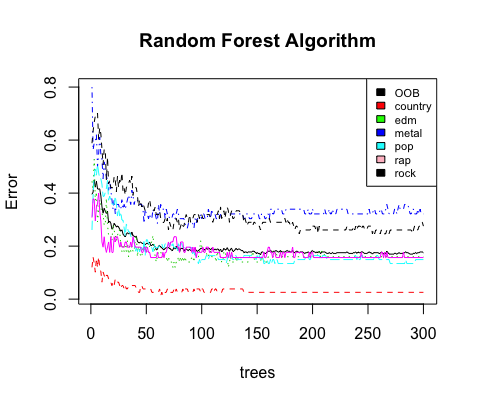 Random Forest Algorithm
OOB
country
edm
metal
pop
rap
rock
Error
0.8
0.6
0.4
0.2
0.0
0 50 100 150 200 250 300
trees